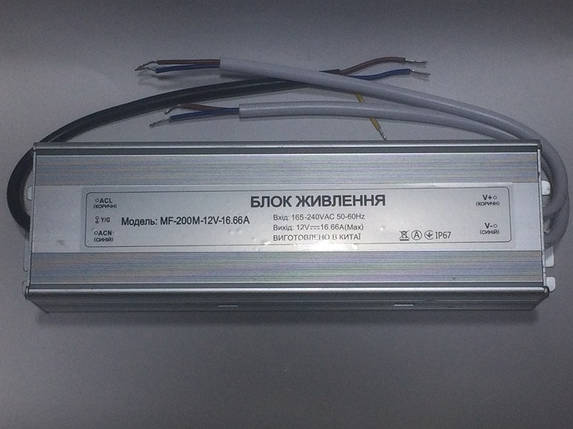 БЛОК ЖИВЛЕННЯ
ACL
(КОРИЧН)
Y/G
ACN
(СИНІЙ)
Модель: MF-200M-12V-16.66A
Вхід: 165-240VAC 50-60Hz
Вихід: 12V 16.66A(Max)
ВИГОТОВЛЕНО В КИТАЇ
V+
(КОРИЧН)
V-
(СИНІЙ)
A
IP67